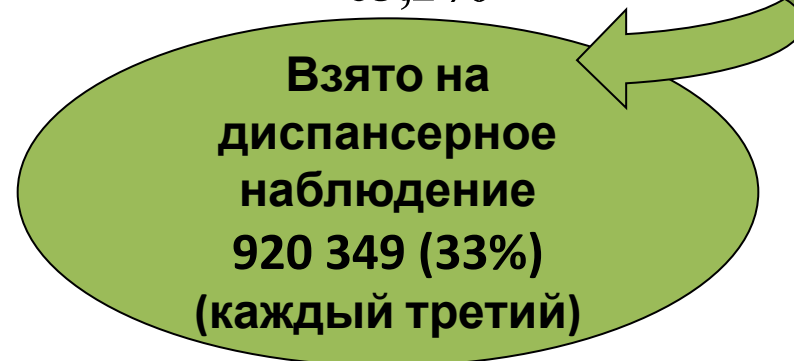 Взято на
диспансерное
наблюдение
920 349 (33%)
(каждый третий)